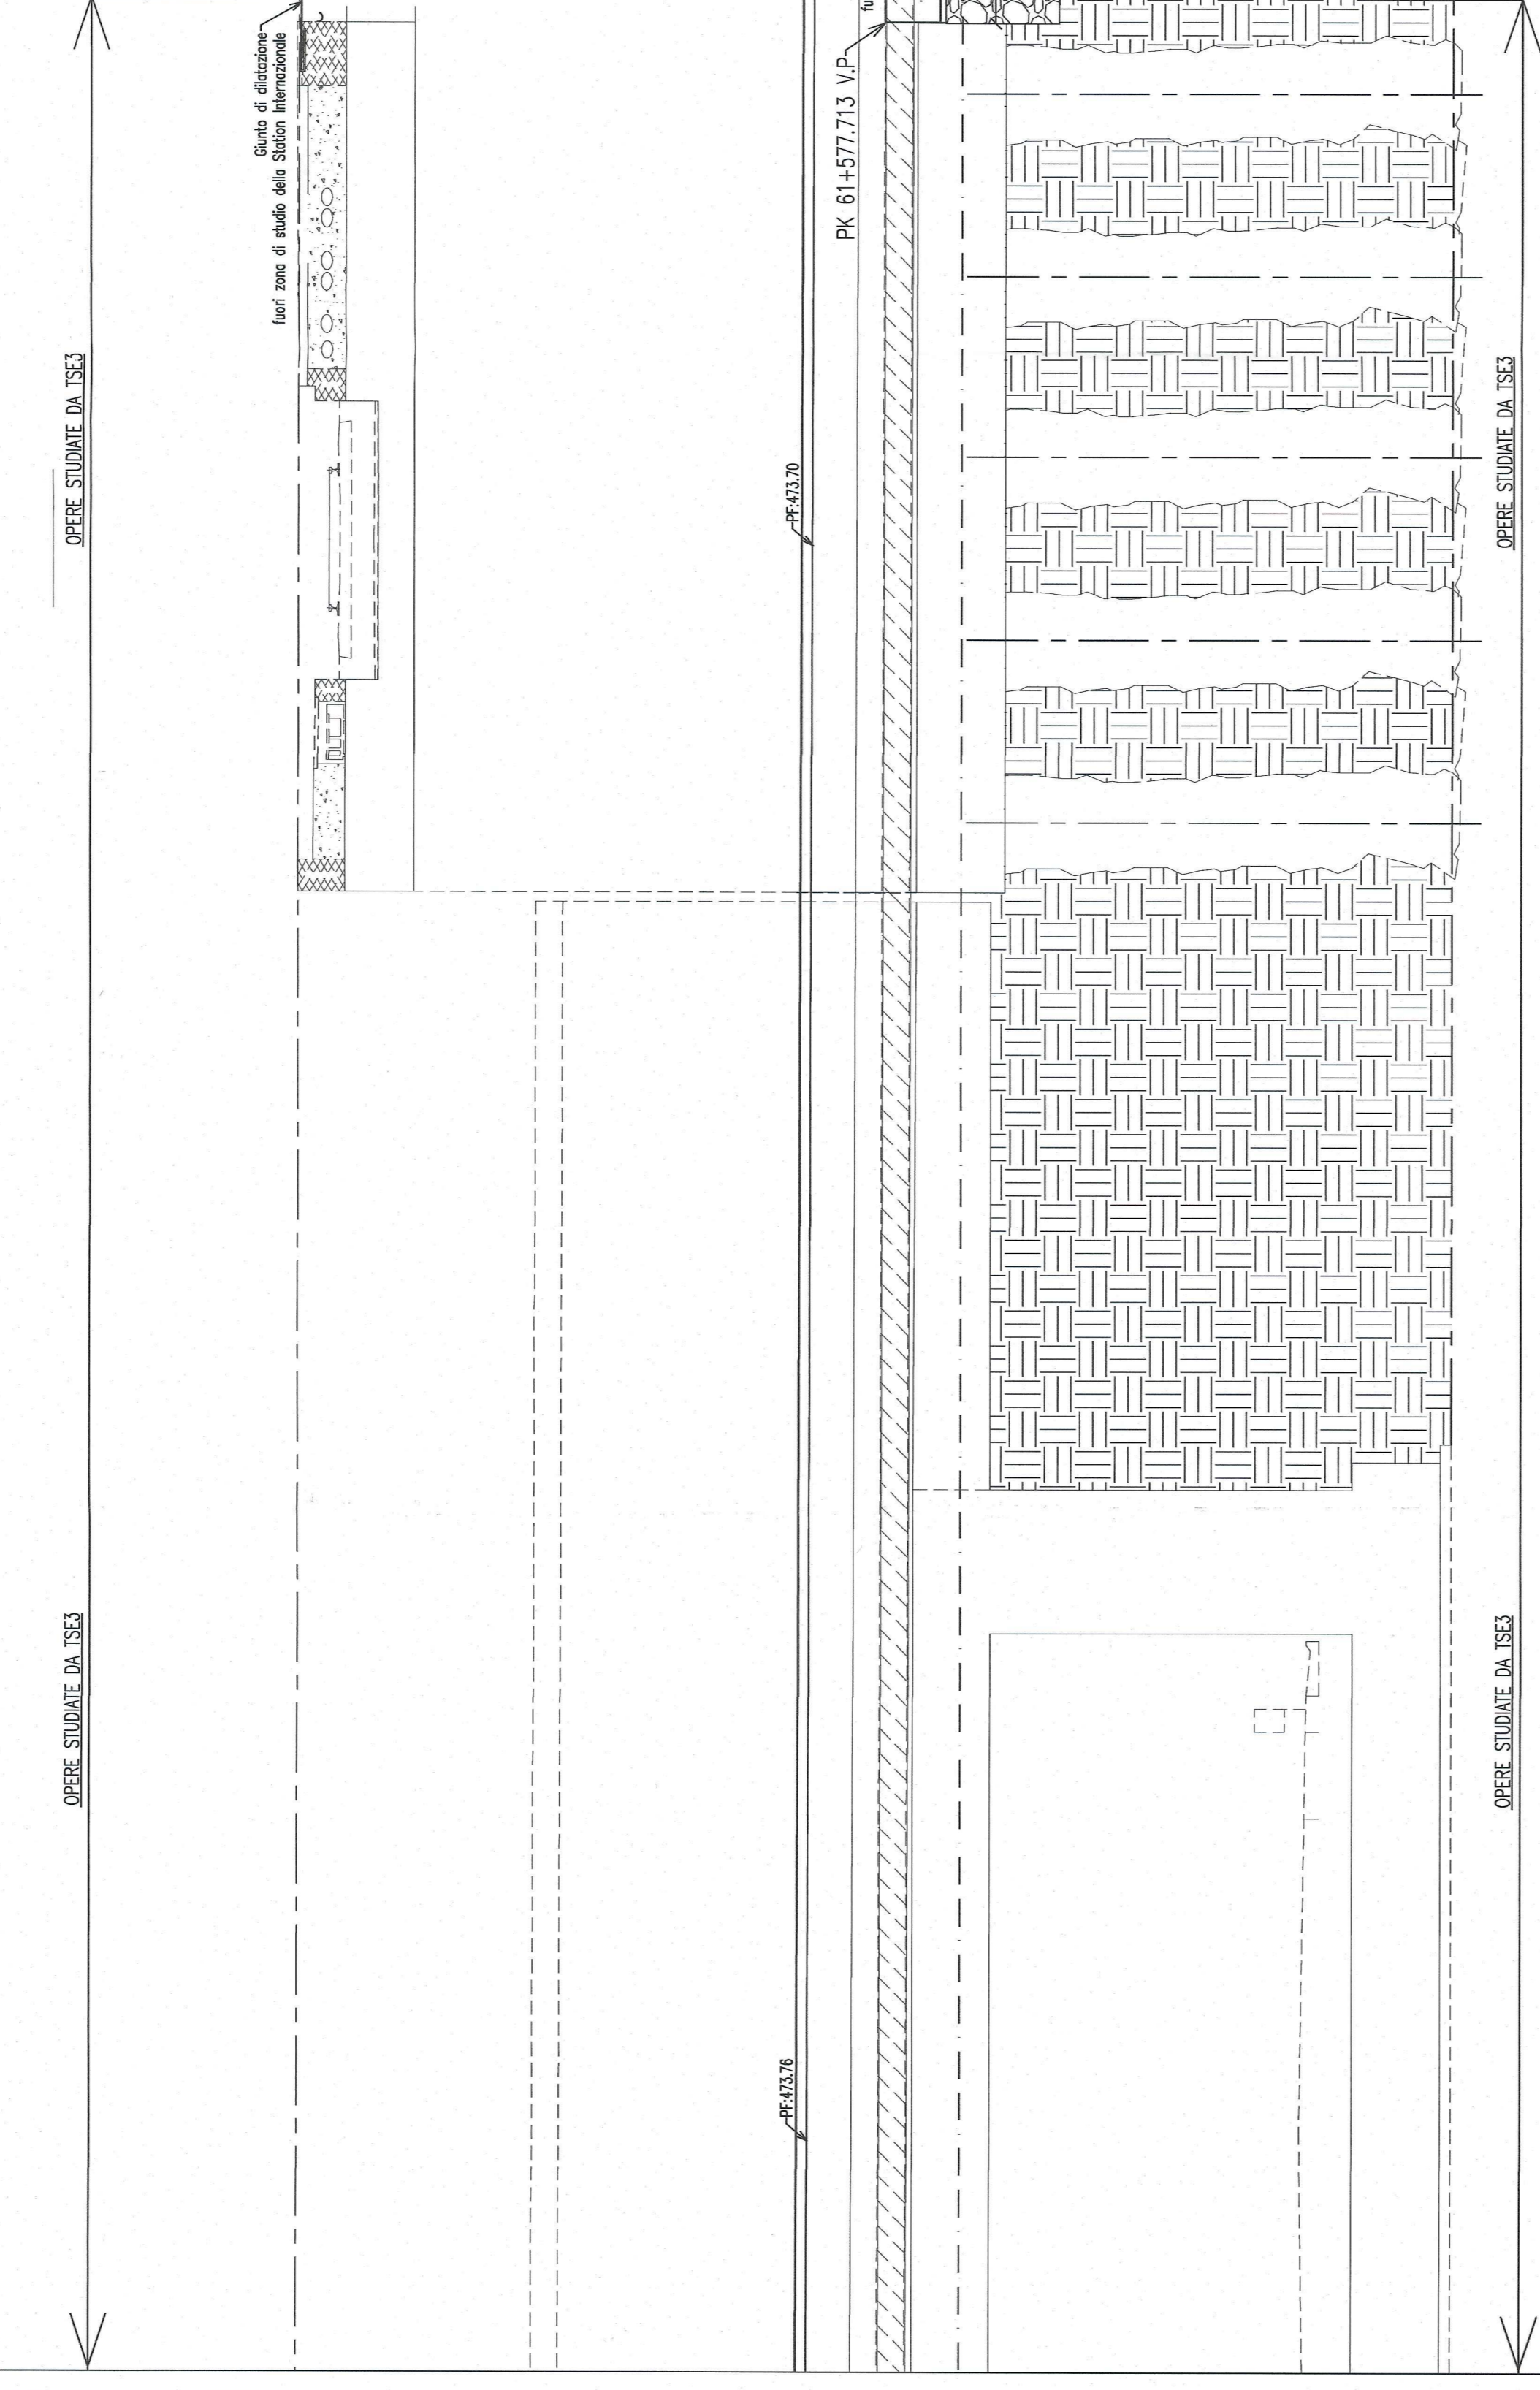 Giunto di dilatazione
fuori zona di studio della Station Internazionale
OPERE STUDIATE DA TSE3
OPERE STUDIATE DA TSE3
PF:473.70
PF:473.76
PK 61+577.713 V.P
fu
OPERE STUDIATE DA TSE3
OPERE STUDIATE DA TSE3